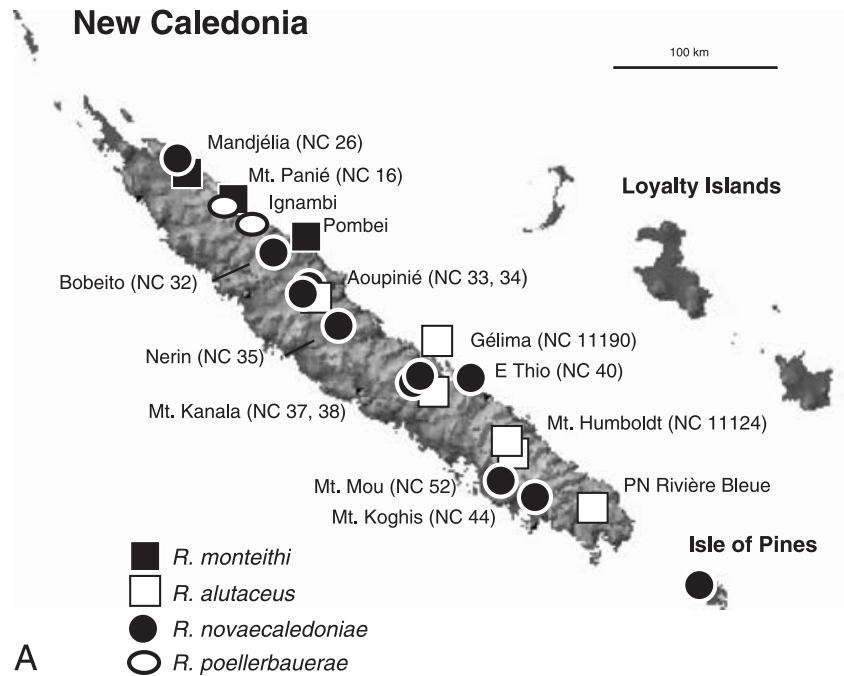 New Caledonia
100 km
Mandjélia (NC 26)
Mt. Panié (NC 16)
Loyalty Islands
Ignambi
Pombei
Bobeito (NC 32)
Aoupinié (NC 33, 34)
Gélima (NC 11190)
Nerin (NC 35)
E Thio (NC 40)
Mt. Kanala (NC 37, 38)
Mt. Humboldt (NC 11124)
Mt. Mou (NC 52)
PN Rivière Bleue
Mt. Koghis (NC 44)
Isle of Pines
R. monteithi
R. alutaceus
R. novaecaledoniae
R. poellerbauerae
A